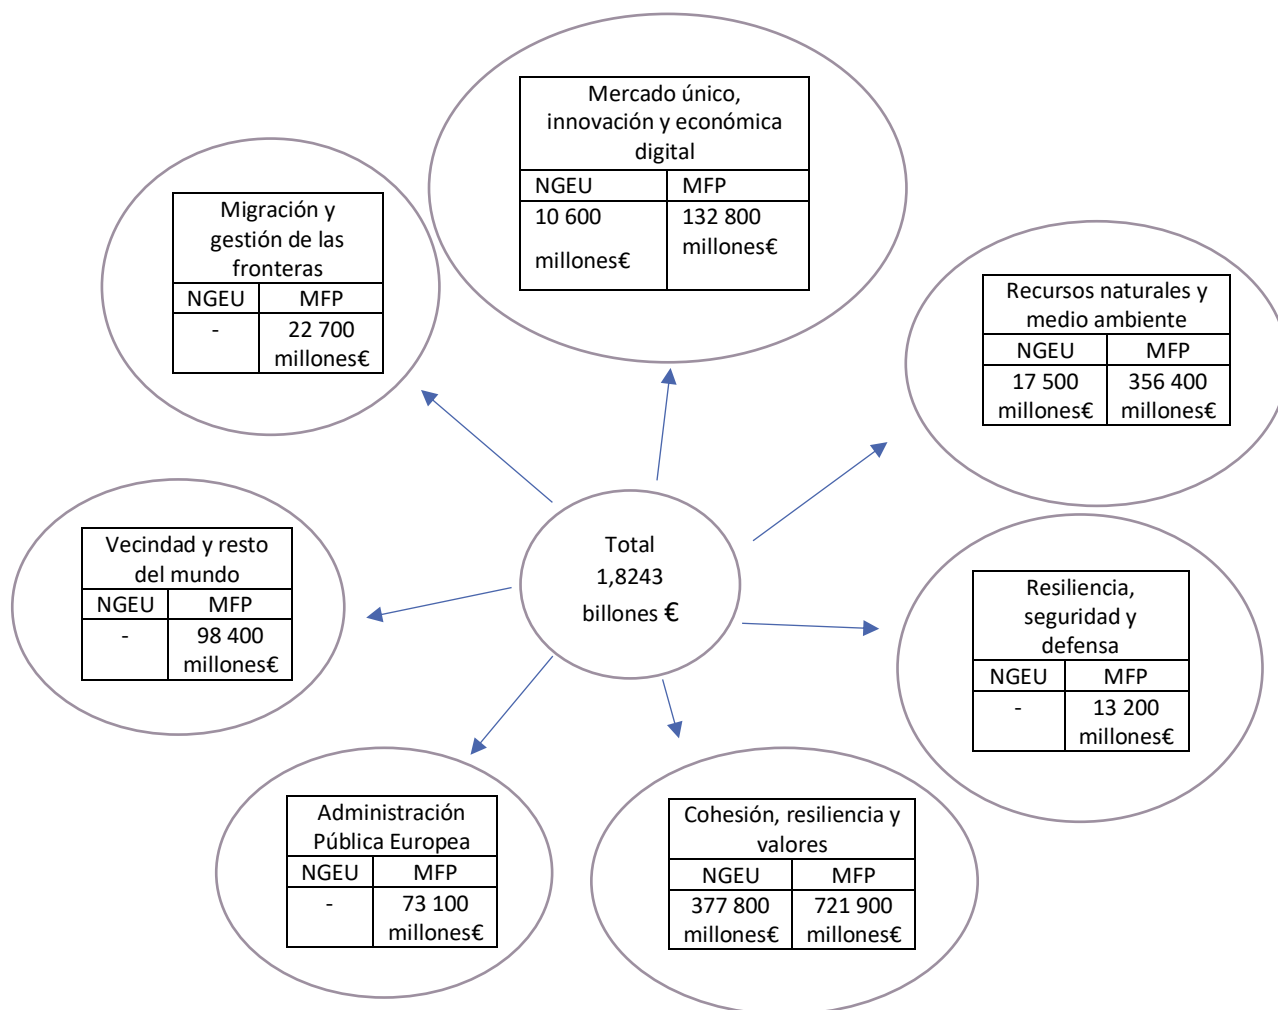 Mercado único,
innovación y económica
digital
NGEU MFP
10 600 132 800
millones€ millones€
Migración y
gestión de las
fronteras
NGEU MFP
- 22 700
millones€
Recursos naturales y
medio ambiente
NGEU MFP
17 500 356 400
millones€ millones€
Vecindad y resto
del mundo
NGEU MFP
- 98 400
millones€
Total
1,8243
billones €
Resiliencia,
seguridad y
defensa
NGEU MFP
- 13 200
millones€
Administración
Pública Europea
NGEU MFP
- 73 100
millones€
Cohesión, resiliencia y
valores
NGEU MFP
377 800 721 900
millones€ millones€